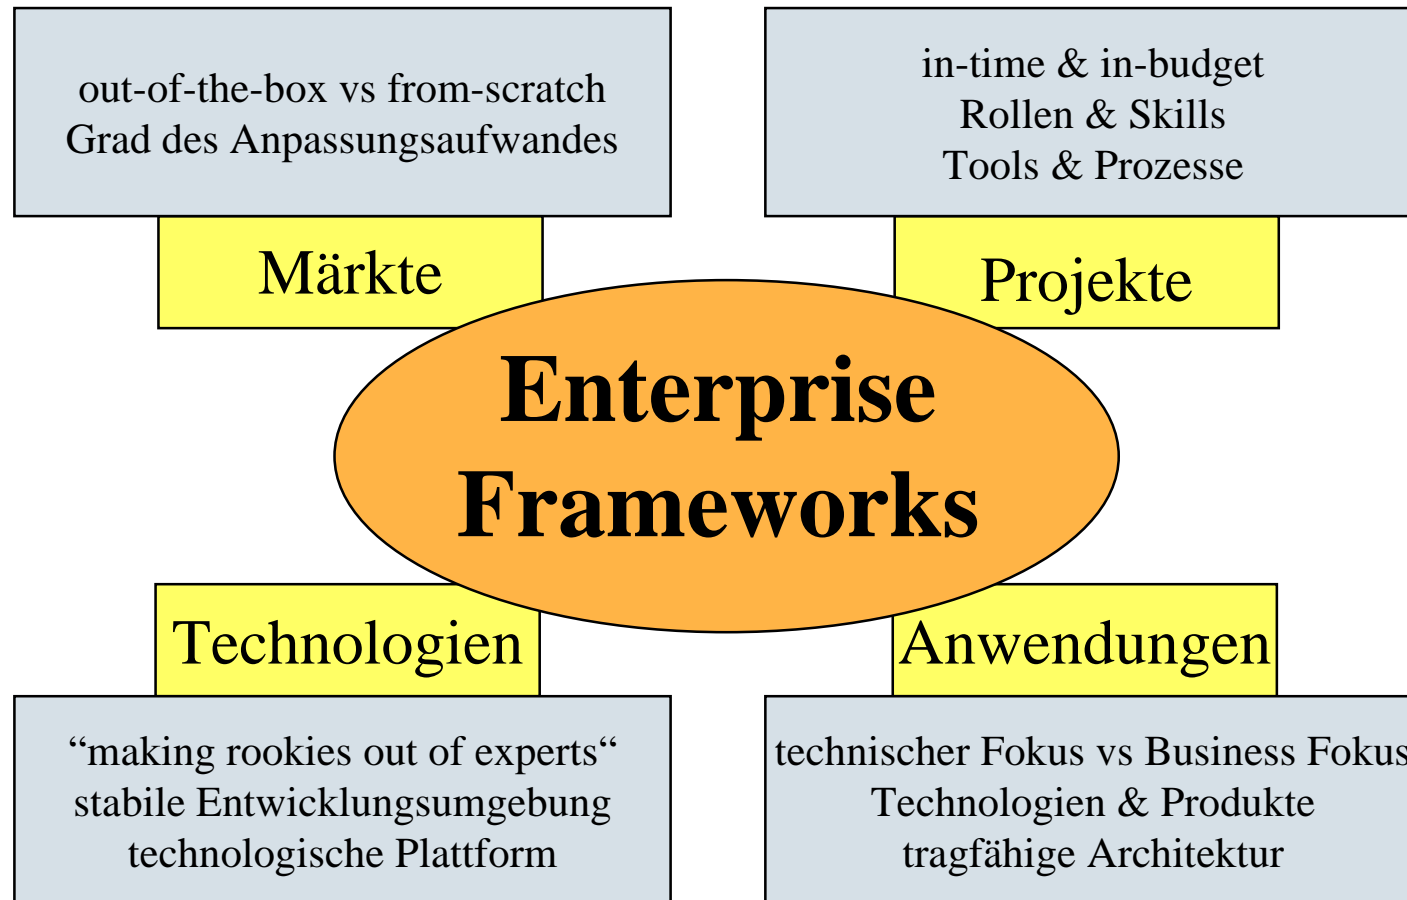 out-of-the-box vs from-scratch
Grad des Anpassungsaufwandes
Märkte
in-time & in-budget
Rollen & Skills
Tools & Prozesse
Projekte
Enterprise
Frameworks
Technologien
“making rookies out of experts“
stabile Entwicklungsumgebung
technologische Plattform
Anwendungen
technischer Fokus vs Business Fokus
Technologien & Produkte
tragfähige Architektur